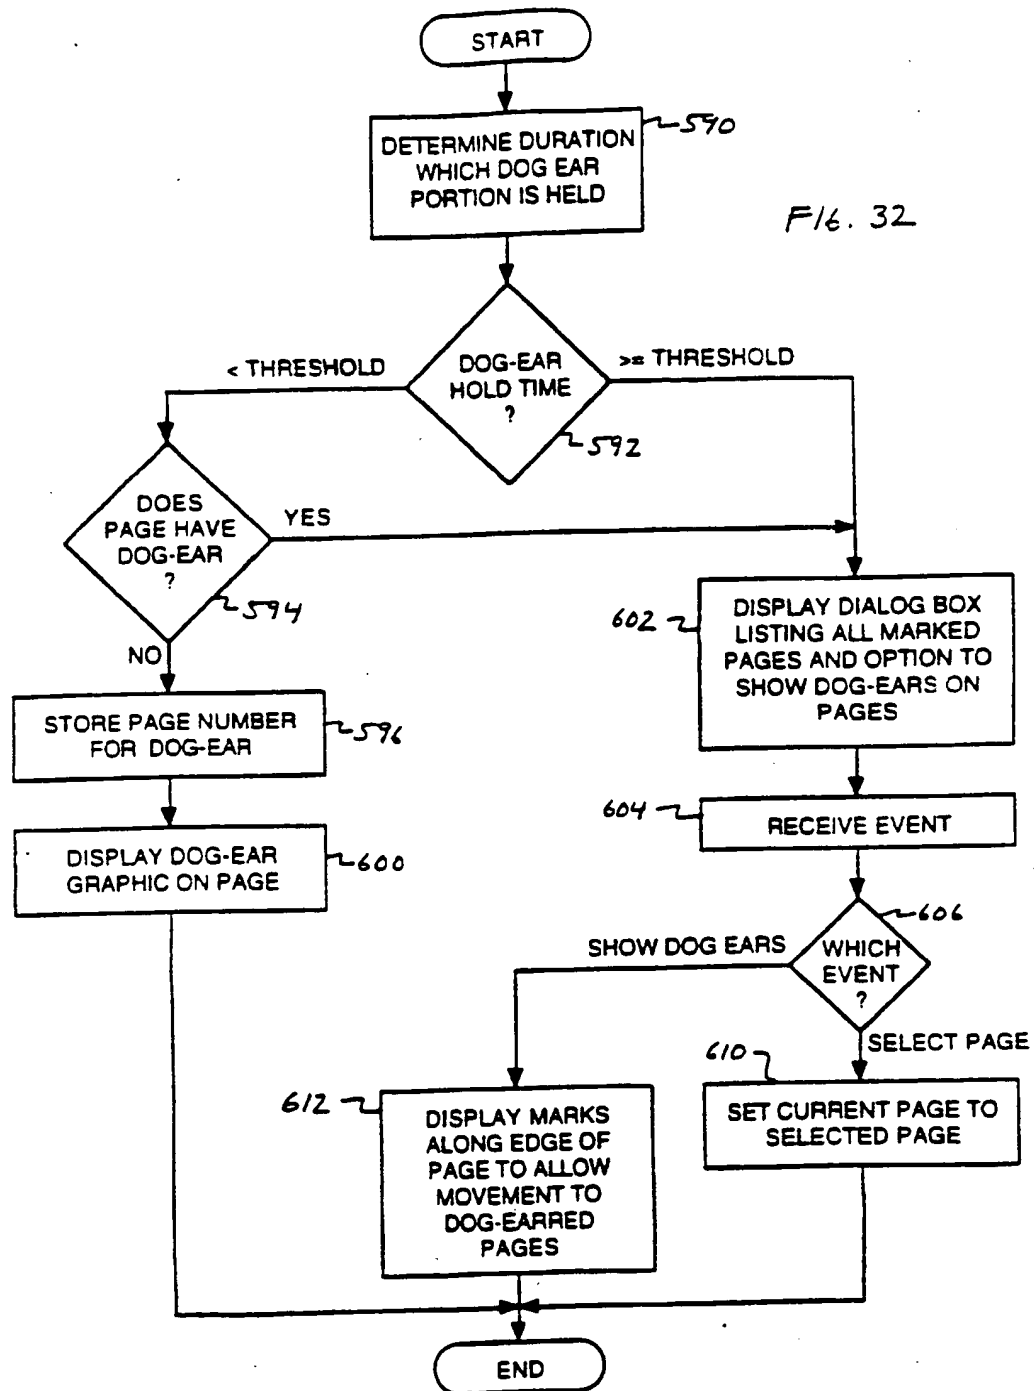 START
DETERMINE DURATION
WHICH DOG EAR
PORTION IS HELD
590
FIG. 32
DOG-EAR
HOLD TIME
?
592
< THRESHOLD
>= THRESHOLD
DOES
PAGE HAVE
DOG-EAR
?
594
YES
NO
STORE PAGE NUMBER
FOR DOG-EAR
596
DISPLAY DOG-EAR
GRAPHIC ON PAGE
600
602
DISPLAY DIALOG BOX
LISTING ALL MARKED
PAGES AND OPTION TO
SHOW DOG-EARS ON
PAGES
604
RECEIVE EVENT
606
WHICH
EVENT
?
SHOW DOG EARS
SELECT PAGE
610
SET CURRENT PAGE TO
SELECTED PAGE
612
DISPLAY MARKS
ALONG EDGE OF
PAGE TO ALLOW
MOVEMENT TO
DOG-EARRED
PAGES
END